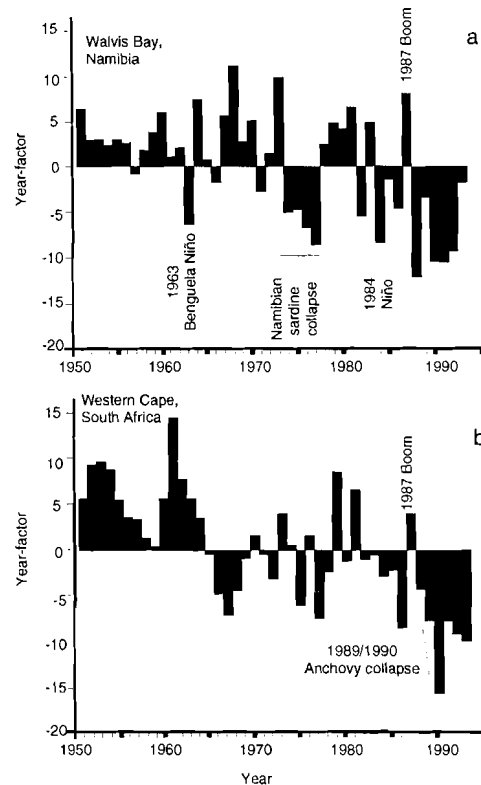 Walvis Bay,
Namibia
a
1987 Boom
15
10
5
0
-5
-10
-15
-20
Year-factor
1963
Benguela Niño
Namibian
sardine
collapse
1984
Niño
1950
1960
1970
1980
1990
Western Cape,
South Africa
b
1987 Boom
15
10
5
0
-5
-10
-15
-20
Year-factor
1989/1990
Anchovy collapse
1950
1960
1970
1980
1990
Year